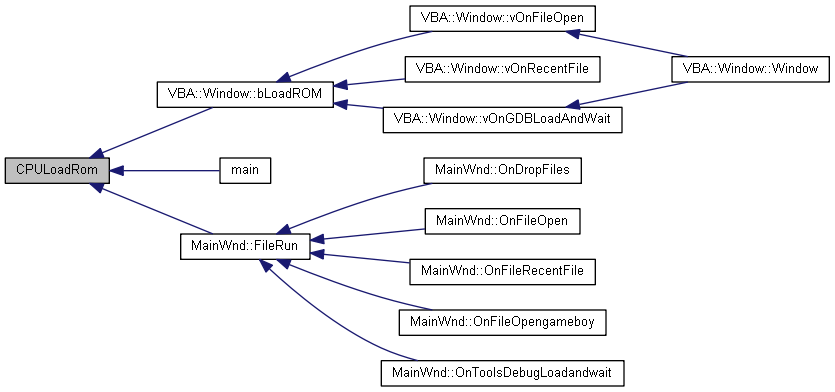 VBA::Window::vOnFileOpen
VBA::Window::vOnRecentFile
VBA::Window::Window
VBA::Window::bLoadROM
VBA::Window::vOnGDBLoadAndWait
CPULoadRom
main
MainWnd::OnDropFiles
MainWnd::OnFileOpen
MainWnd::FileRun
MainWnd::OnFileRecentFile
MainWnd::OnFileOpengameboy
MainWnd::OnToolsDebugLoadandwait